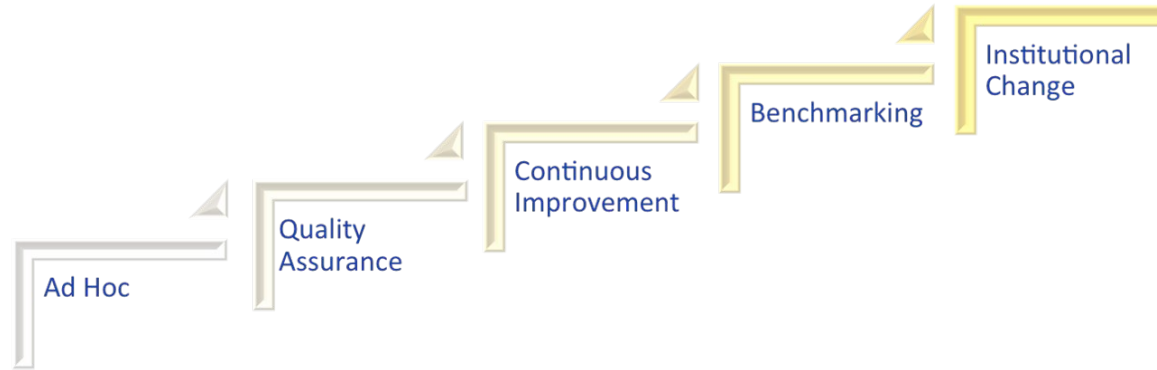 Ad Hoc
Quality
Assurance
Continuous
Improvement
Benchmarking
Institutional
Change